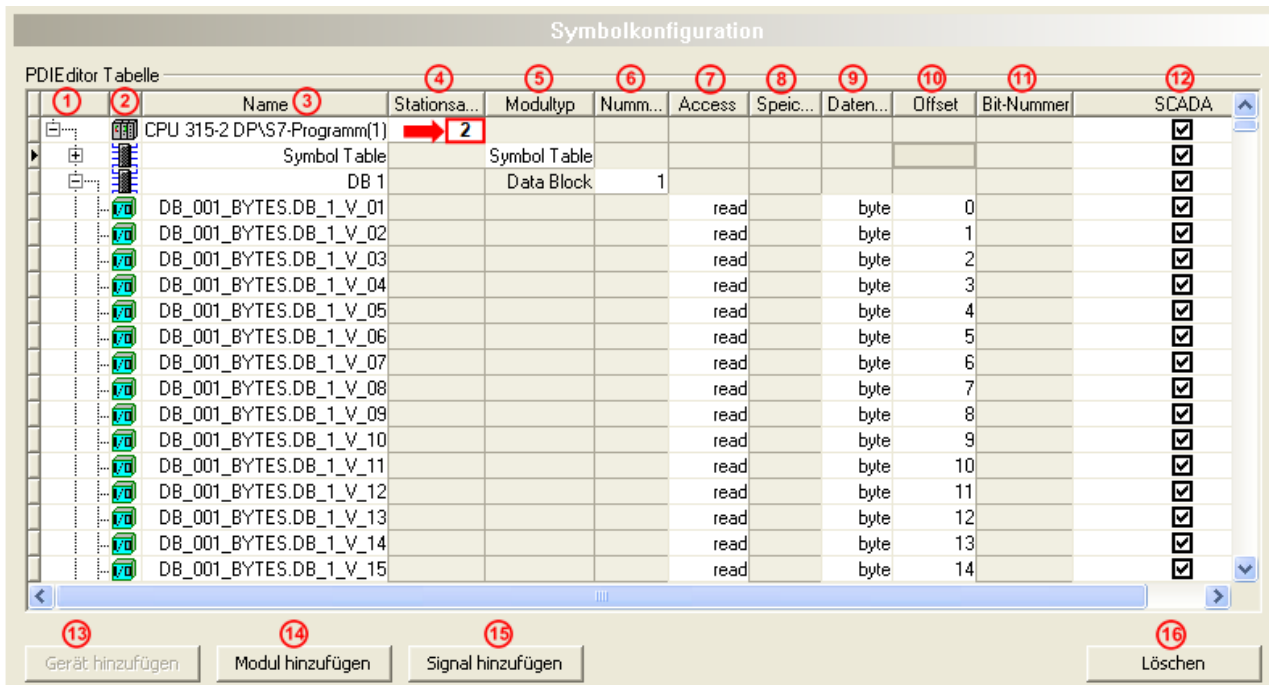 Symbolkonfiguration
PDIEditor Tabelle
4 5 6 7 8 9 10 11 12
1 2 Name 3 Stationsa... Modultyp Numm... Access Speic... Daten... Offset Bit-Nummer SCADA
CPU 315-2 DP\S7-Programm(1) 2
Symbol Table Symbol Table
DB 1 Data Block 1
I/O DB_001_BYTES.DB_1_V_01 read byte 0
I/O DB_001_BYTES.DB_1_V_02 read byte 1
I/O DB_001_BYTES.DB_1_V_03 read byte 2
I/O DB_001_BYTES.DB_1_V_04 read byte 3
I/O DB_001_BYTES.DB_1_V_05 read byte 4
I/O DB_001_BYTES.DB_1_V_06 read byte 5
I/O DB_001_BYTES.DB_1_V_07 read byte 6
I/O DB_001_BYTES.DB_1_V_08 read byte 7
I/O DB_001_BYTES.DB_1_V_09 read byte 8
I/O DB_001_BYTES.DB_1_V_10 read byte 9
I/O DB_001_BYTES.DB_1_V_11 read byte 10
I/O DB_001_BYTES.DB_1_V_12 read byte 11
I/O DB_001_BYTES.DB_1_V_13 read byte 12
I/O DB_001_BYTES.DB_1_V_14 read byte 13
I/O DB_001_BYTES.DB_1_V_15 read byte 14
13 14 15 16
Gerät hinzufügen Modul hinzufügen Signal hinzufügen Löschen